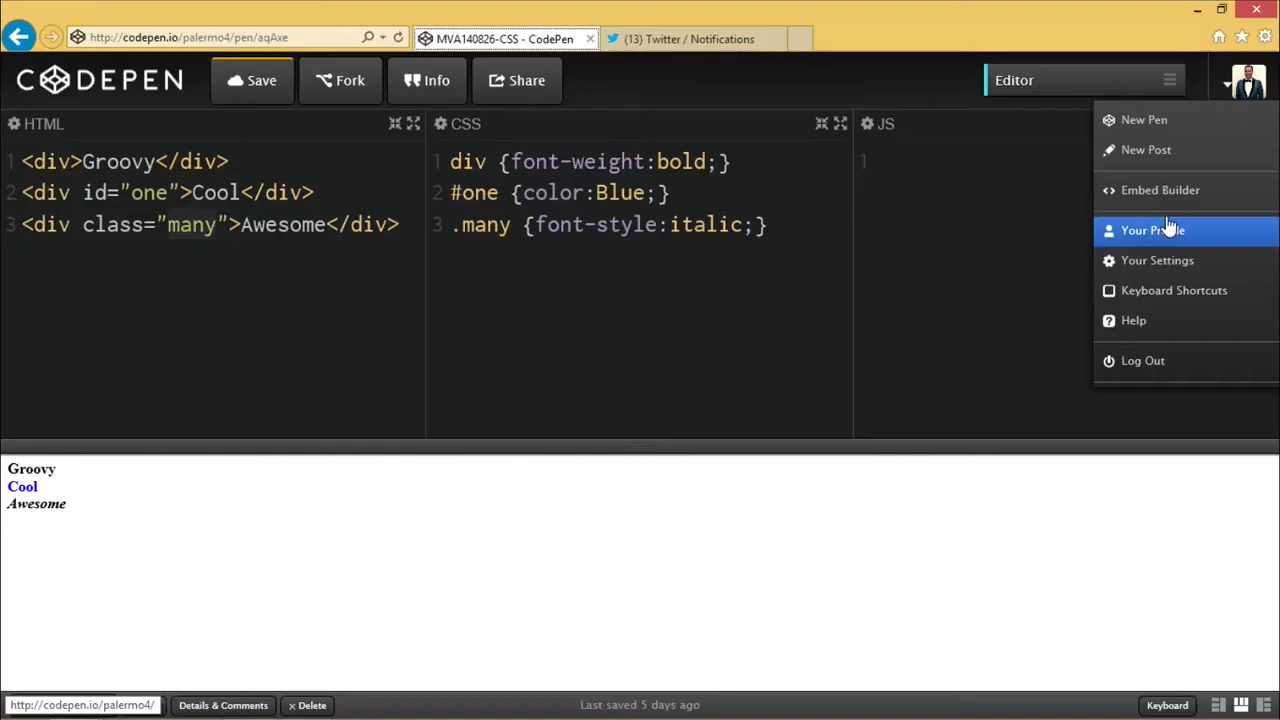 http://codepen.io/palermo4/pen/aqAxe
MVA140826-CSS - CodePen
(13) Twitter / Notifications
CODEPEN
Save
Fork
Info
Share
Editor
HTML
1 <div>Groovy</div>
2 <div id="one">Cool</div>
3 <div class="many">Awesome</div>
CSS
1 div {font-weight:bold;}
2 #one {color:Blue;}
3 .many {font-style:italic;}
JS
1
New Pen
New Post
Embed Builder
Your
Your Settings
Keyboard Shortcuts
Help
Log Out
Groovy
Cool
Awesome
http://codepen.io/palermo4/
Details & Comments
x Delete
Last saved 5 days ago
Keyboard